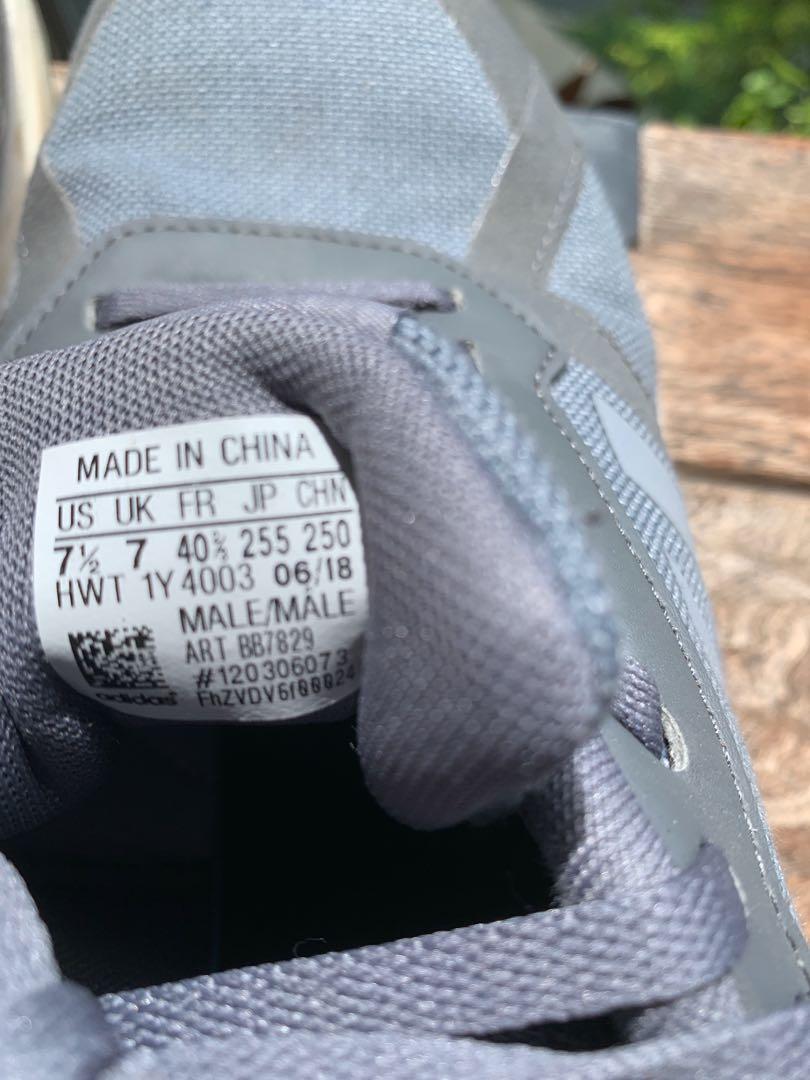 MADE IN CHINA
US UK FR JP CHN
7½ 7 40⅔ 255 250
HWT 1Y4003 06/18
MALE/MÂLE
ART BB7829
#120306073
adidas FhZVDV6f00024